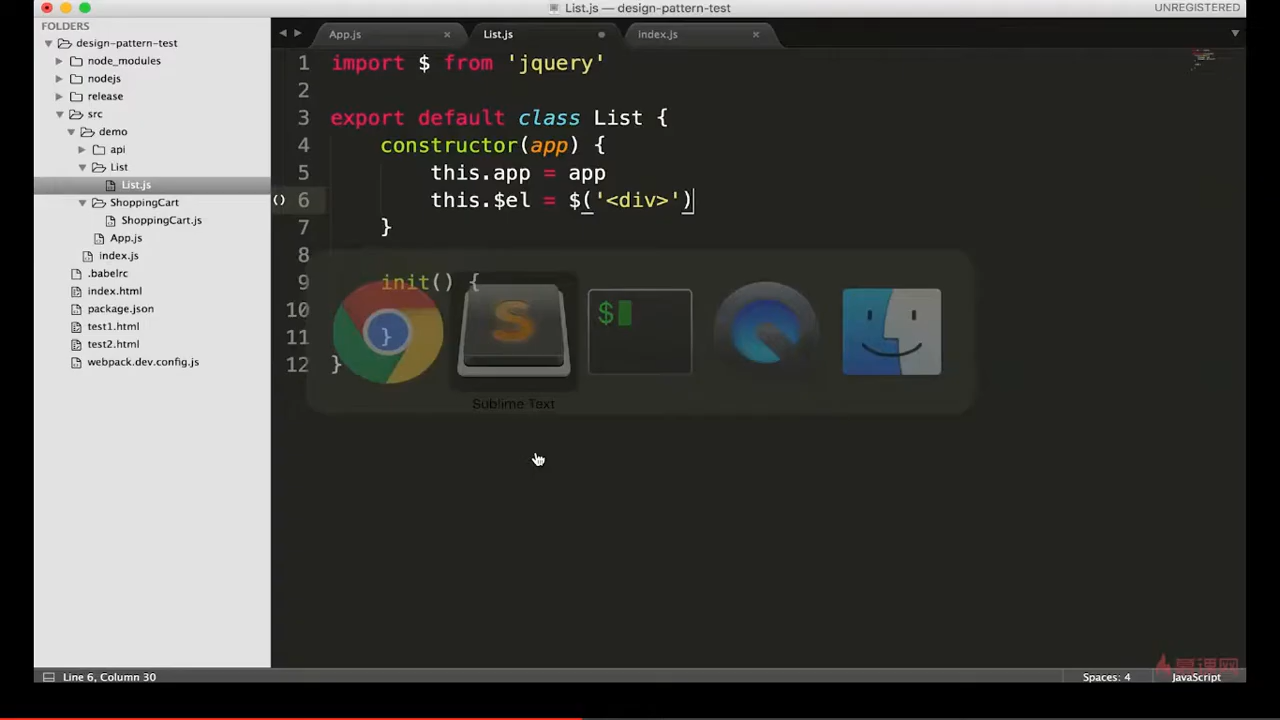 List.js — design-pattern-test
UNREGISTERED
FOLDERS
design-pattern-test
node_modules
nodejs
release
src
demo
api
List
List.js
ShoppingCart
ShoppingCart.js
App.js
index.js
.babelrc
index.html
package.json
test1.html
test2.html
webpack.dev.config.js
App.js
List.js
index.js
1 import $ from 'jquery'
2
3 export default class List {
4 constructor(app) {
5 this.app = app
6 this.$el = $('<div>')
7 }
8
9 init() {
10
11 }
12 }
S
$
Sublime Text
慕课网
Line 6, Column 30
Spaces: 4
JavaScript